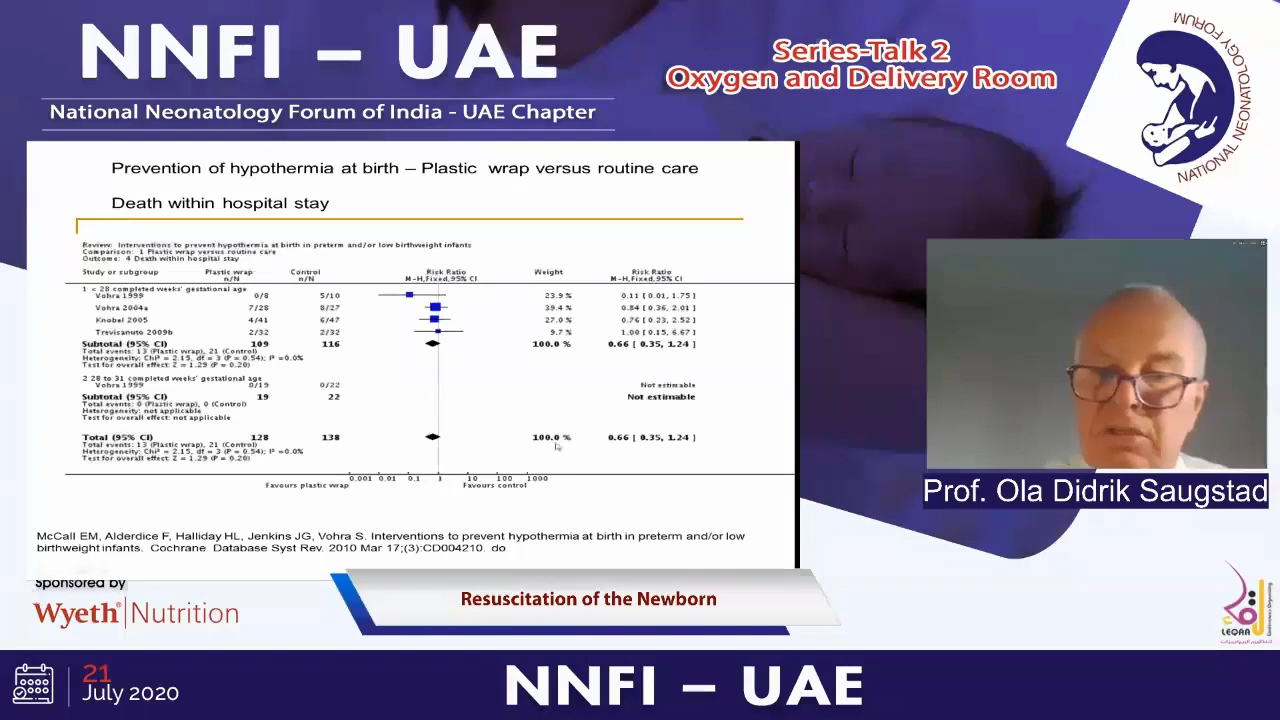 NNFI – UAE
National Neonatology Forum of India - UAE Chapter
Series-Talk 2
Oxygen and Delivery Room
NATIONAL NEONATOLOGY FORUM
Prevention of hypothermia at birth – Plastic wrap versus routine care
Death within hospital stay
Review: Interventions to prevent hypothermia at birth in preterm and/or low birthweight infants
Comparison: 1 Plastic wrap versus routine care
Outcome: 4 Death within hospital stay
Study or subgroup Plastic wrap Control Risk Ratio Weight Risk Ratio
n/N n/N M-H,Fixed,95% CI M-H,Fixed,95% CI
1 < 28 completed weeks' gestational age
Vohra 1999 0/8 5/10 23.9 % 0.11 [ 0.01, 1.75 ]
Vohra 2004a 7/28 8/27 39.4 % 0.84 [ 0.36, 2.01 ]
Knobel 2005 4/41 6/47 27.0 % 0.76 [ 0.23, 2.52 ]
Trevisanuto 2009b 2/32 2/32 9.7 % 1.00 [ 0.15, 6.67 ]
Subtotal (95% CI) 109 116 100.0 % 0.66 [ 0.35, 1.24 ]
Total events: 13 (Plastic wrap), 21 (Control)
Heterogeneity: Chi² = 2.15, df = 3 (P = 0.54); I² =0.0%
Test for overall effect: Z = 1.29 (P = 0.20)
2 28 to 31 completed weeks' gestational age
Vohra 1999 0/19 0/22 Not estimable
Subtotal (95% CI) 19 22 Not estimable
Total events: 0 (Plastic wrap), 0 (Control)
Heterogeneity: not applicable
Test for overall effect: not applicable
Total (95% CI) 128 138 100.0 % 0.66 [ 0.35, 1.24 ]
Total events: 13 (Plastic wrap), 21 (Control)
Heterogeneity: Chi² = 2.15, df = 3 (P = 0.54); I² =0.0%
Test for overall effect: Z = 1.29 (P = 0.20)
0.001 0.01 0.1 1 10 100 1000
Favours plastic wrap Favours control
McCall EM, Alderdice F, Halliday HL, Jenkins JG, Vohra S. Interventions to prevent hypothermia at birth in preterm and/or low
birthweight infants. Cochrane Database Syst Rev. 2010 Mar 17;(3):CD004210. do
Prof. Ola Didrik Saugstad
Sponsored by
Wyeth® Nutrition
Resuscitation of the Newborn
LEQAA
21
July 2020
NNFI – UAE